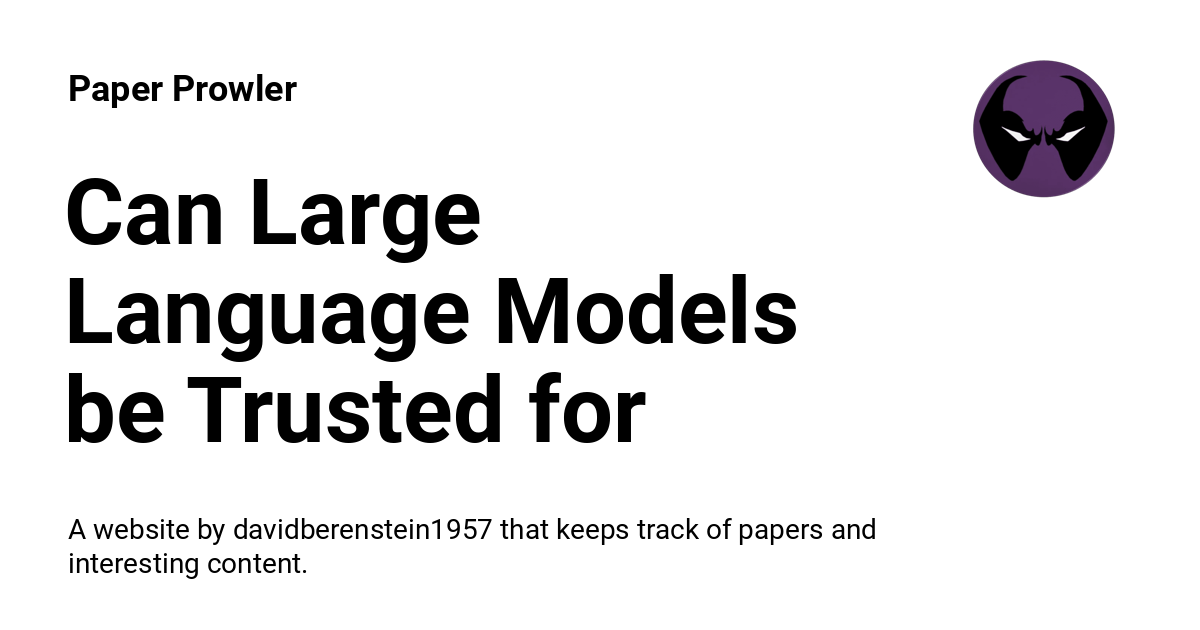 Paper Prowler
Can Large
Language Models
be Trusted for
A website by davidberenstein1957 that keeps track of papers and
interesting content.